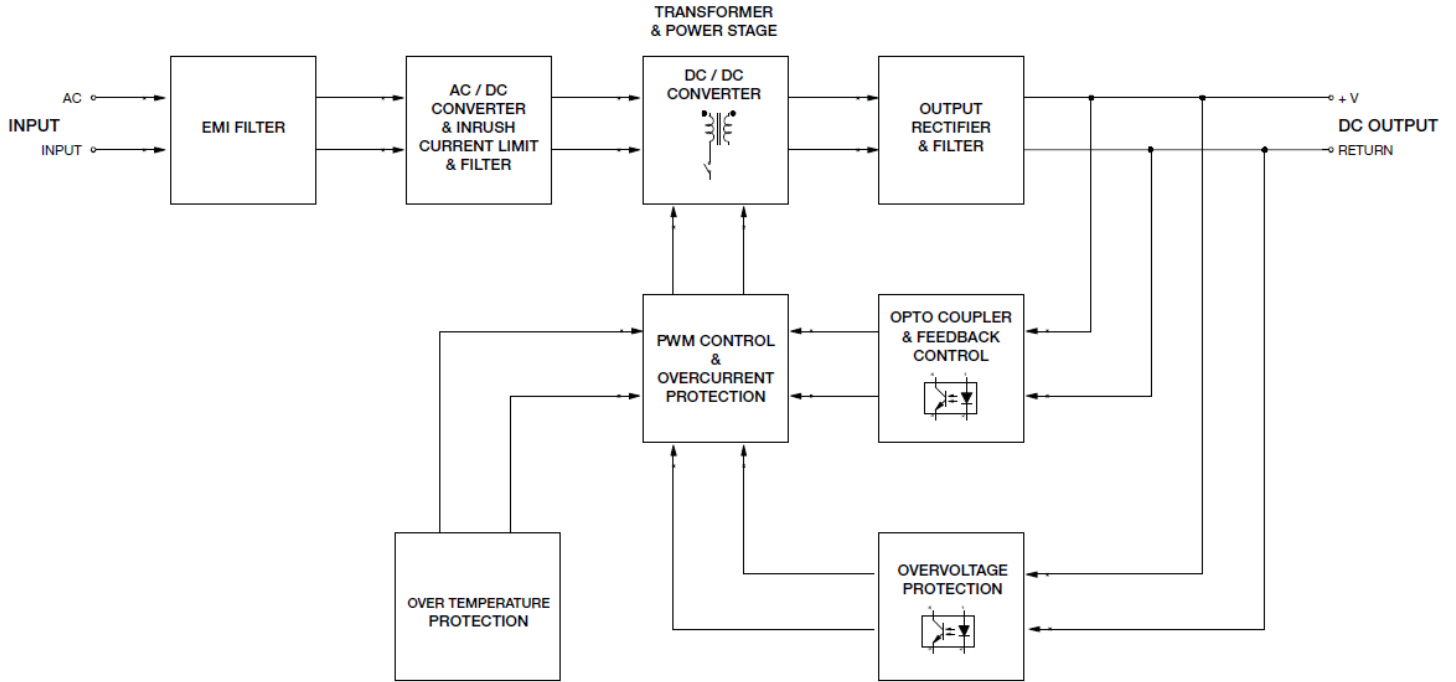 TRANSFORMER
& POWER STAGE
INPUT
AC
INPUT
EMI FILTER
AC / DC
CONVERTER
& INRUSH
CURRENT LIMIT
& FILTER
DC / DC
CONVERTER
OUTPUT
RECTIFIER
& FILTER
+ V
DC OUTPUT
RETURN
PWM CONTROL
&
OVERCURRENT
PROTECTION
OPTO COUPLER
& FEEDBACK
CONTROL
OVER TEMPERATURE
PROTECTION
OVERVOLTAGE
PROTECTION